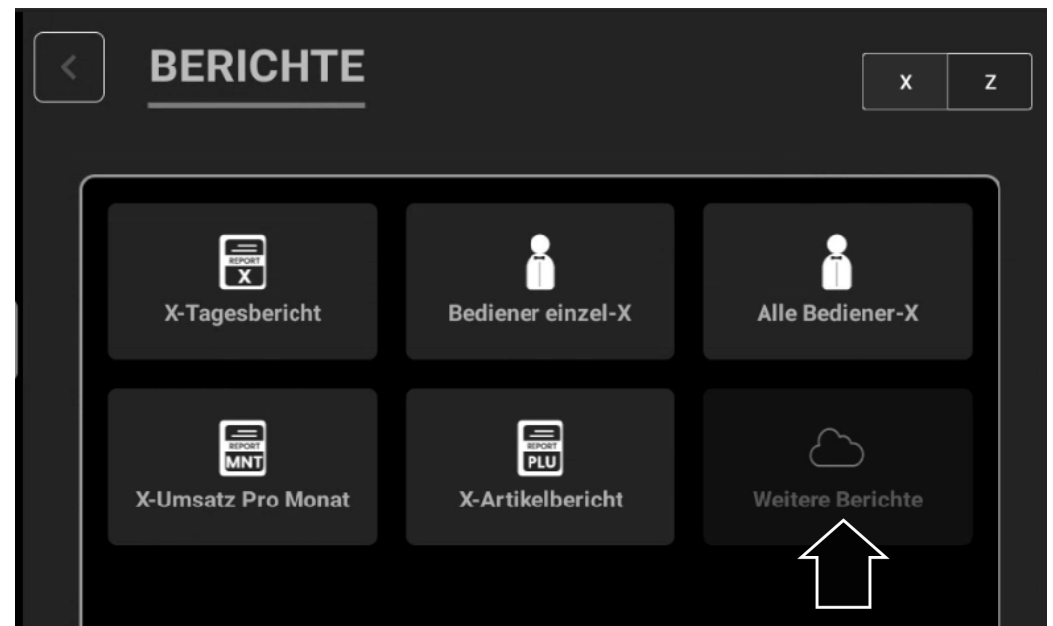 BERICHTE
X Z
REPORT
X
X-Tagesbericht
Bediener einzel-X
Alle Bediener-X
REPORT
MNT
X-Umsatz Pro Monat
REPORT
PLU
X-Artikelbericht
Weitere Berichte